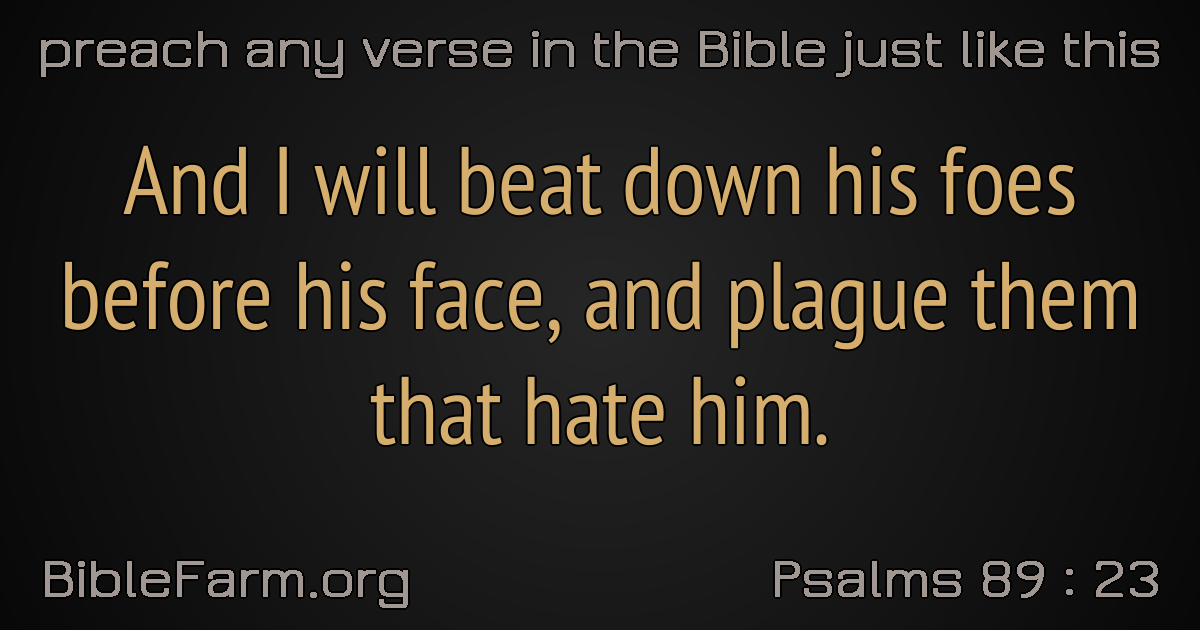 preach any verse in the Bible just like this
And I will beat down his foes
before his face, and plague them
that hate him.
BibleFarm.org
Psalms 89 : 23